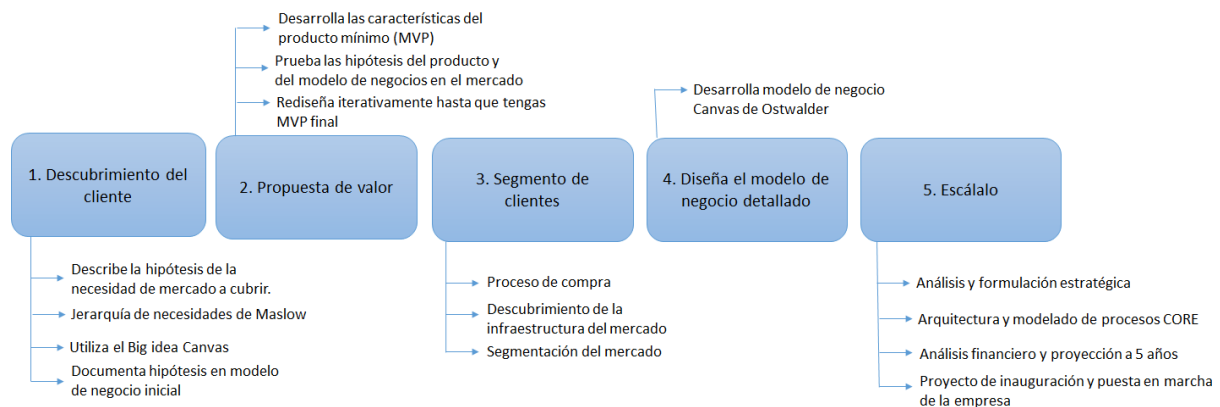 1. Descubrimiento del
cliente
Describe la hipótesis de la
necesidad de mercado a cubrir.
Jerarquía de necesidades de Maslow
Utiliza el Big idea Canvas
Documenta hipótesis en modelo
de negocio inicial
Desarrolla las características del
producto mínimo (MVP)
Prueba las hipótesis del producto y
del modelo de negocios en el mercado
Rediseña iterativamente hasta que tengas
MVP final
2. Propuesta de valor
3. Segmento de
clientes
Proceso de compra
Descubrimiento de la
infraestructura del mercado
Segmentación del mercado
Desarrolla modelo de negocio
Canvas de Ostwalder
4. Diseña el modelo de
negocio detallado
5. Escálalo
Análisis y formulación estratégica
Arquitectura y modelado de procesos CORE
Análisis financiero y proyección a 5 años
Proyecto de inauguración y puesta en marcha
de la empresa